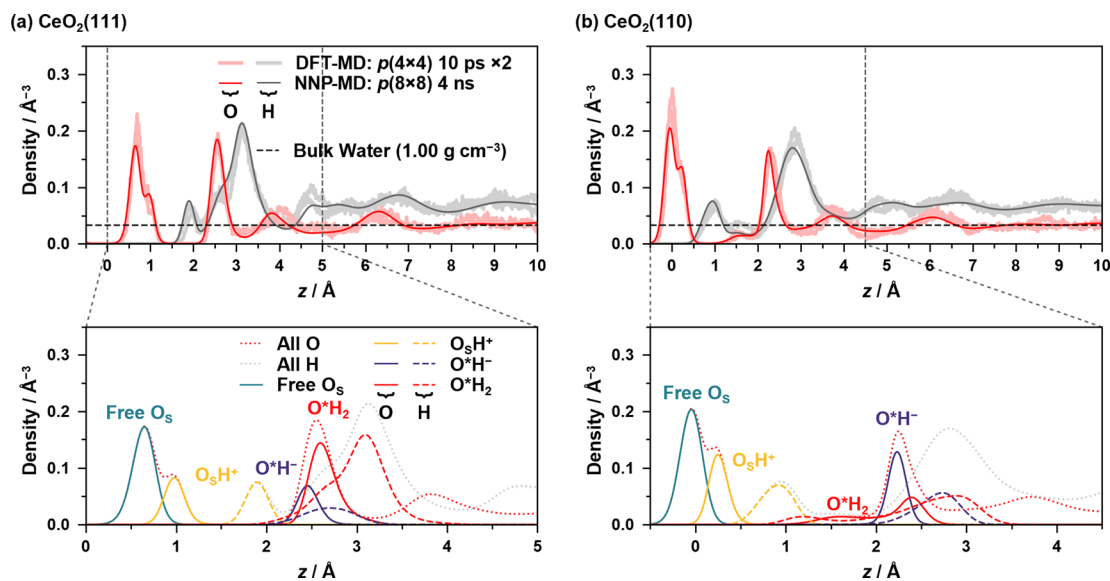 (a) CeO₂(111)
Density / Å⁻³
0.3
0.2
0.1
0.0
DFT-MD: p(4×4) 10 ps ×2
NNP-MD: p(8×8) 4 ns
O H
Bulk Water (1.00 g cm⁻³)
0 1 2 3 4 5 6 7 8 9 10
z / Å
(b) CeO₂(110)
Density / Å⁻³
0.3
0.2
0.1
0.0
0 1 2 3 4 5 6 7 8 9 10
z / Å
Density / Å⁻³
0.3
0.2
0.1
0.0
All O
All H
Free Oₛ
OₛH⁺
O*H⁻
O*H₂
O H
Free Oₛ
OₛH⁺
O*H⁻
O*H₂
0 1 2 3 4 5
z / Å
Density / Å⁻³
0.3
0.2
0.1
0.0
Free Oₛ
OₛH⁺
O*H₂
O*H⁻
0 1 2 3 4
z / Å